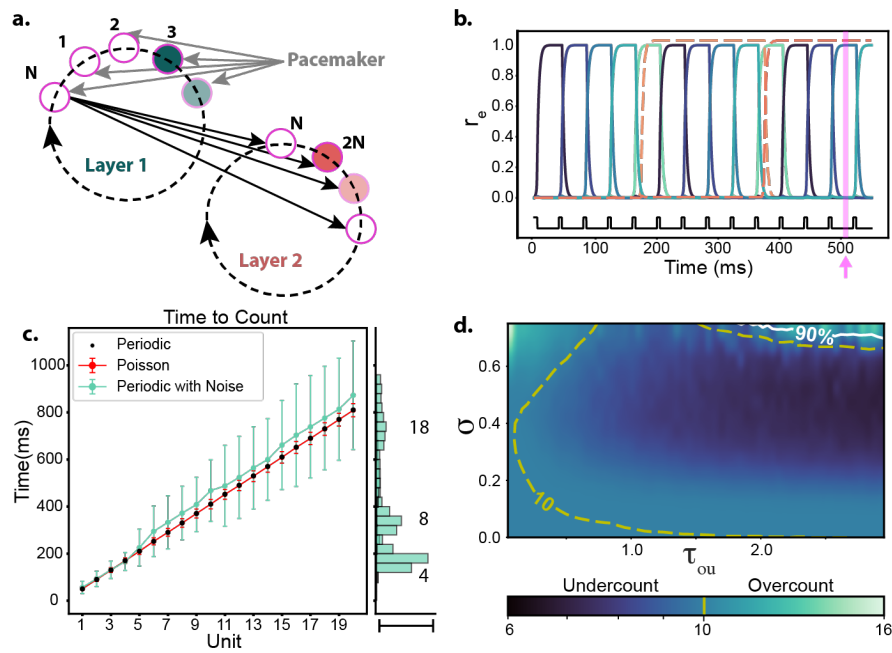 a.
N
1
2
3
Pacemaker
Layer 1
N
2N
Layer 2
b.
r_e
1.0
0.8
0.6
0.4
0.2
0.0
0
100
200
300
400
500
Time (ms)
c.
Time to Count
Periodic
Poisson
Periodic with Noise
Time(ms)
1000
800
600
400
200
0
1 3 5 7 9 11 13 15 17 19
Unit
18
8
4
d.
σ
0.6
0.4
0.2
0.0
90%
10
1.0
2.0
τ_ou
Undercount
Overcount
6
10
16